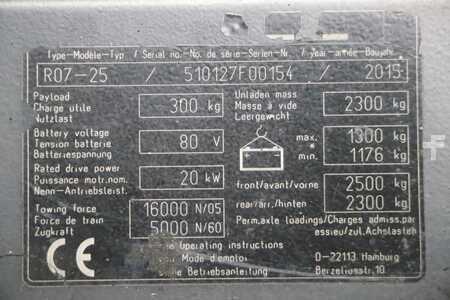 Type-Modèle-Typ / Serial no.-No. de série-Serien-Nr. / year-année-Baujahr
R07-25 / 510127F00154 / 2015
Payload
Charge utile
Nutzlast
300 kg
Unladen mass
Masse à vide
Leergewicht
2300 kg
Battery voltage
Tension batterie
Batteriespannung
80 V
max. 1300 kg
* min. 1176 kg
Rated drive power
Puissance motr.nom.
Nenn-Antriebsleist.
20 kW
front/avant/vorne 2500 kg
rear/arr./hinten 2300 kg
Towing force
Force de train
Zugkraft
16000 N/05
5000 N/60
Perm.axle loadings/Charges admiss.par
essieu/zul.Achslasten
CE
Operating instructions
Mode d'emploi
Betriebsanleitung
D-22113 Hamburg
Berzeliusstr.10